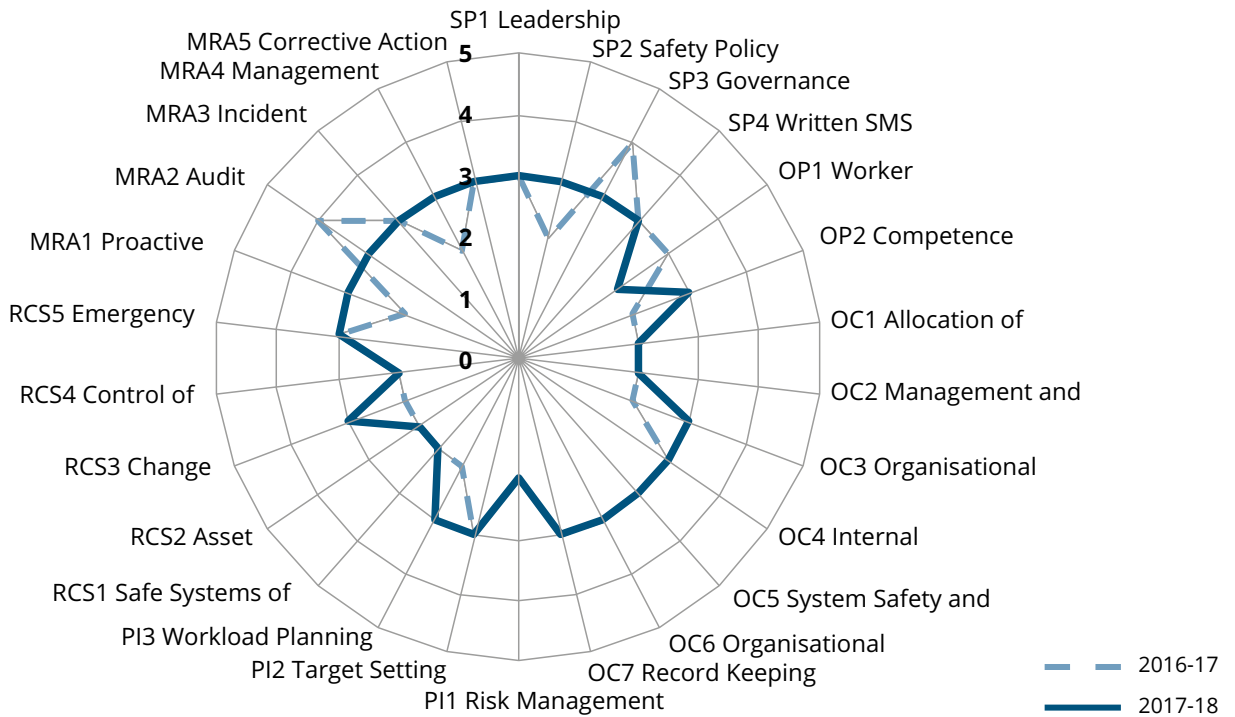 SP1 Leadership
SP2 Safety Policy
SP3 Governance
SP4 Written SMS
OP1 Worker
OP2 Competence
OC1 Allocation of
OC2 Management and
OC3 Organisational
OC4 Internal
OC5 System Safety and
OC6 Organisational
OC7 Record Keeping
PI1 Risk Management
PI2 Target Setting
PI3 Workload Planning
RCS1 Safe Systems of
RCS2 Asset
RCS3 Change
RCS4 Control of
RCS5 Emergency
MRA1 Proactive
MRA2 Audit
MRA3 Incident
MRA4 Management
MRA5 Corrective Action
5
4
3
2
1
0
2016-17
2017-18